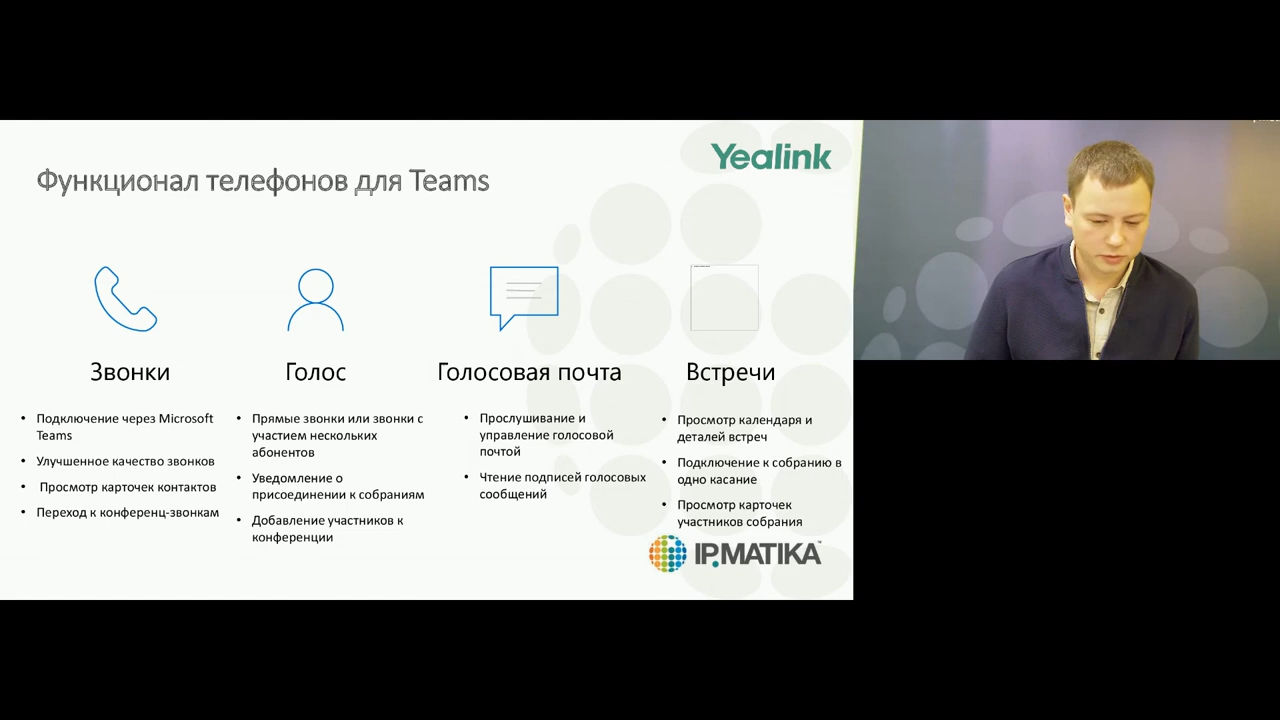 Yealink
Функционал телефонов для Teams
Звонки
• Подключение через Microsoft
Teams
• Улучшенное качество звонков
• Просмотр карточек контактов
• Переход к конференц-звонкам
Голос
• Прямые звонки или звонки с
участием нескольких
абонентов
• Уведомление о
присоединении к собраниям
• Добавление участников к
конференции
Голосовая почта
• Прослушивание и
управление голосовой
почтой
• Чтение подписей голосовых
сообщений
Встречи
• Просмотр календаря и
деталей встреч
• Подключение к собранию в
одно касание
• Просмотр карточек
участников собрания
IPMATIKA™